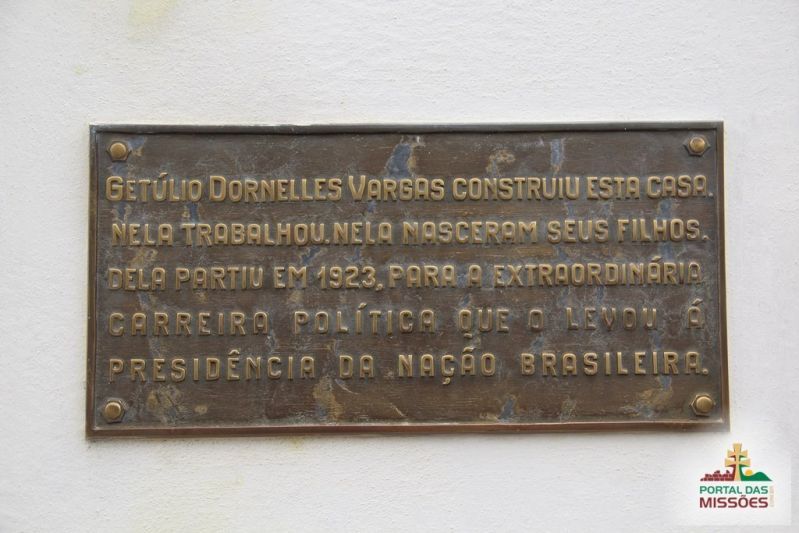 GETÚLIO DORNELLES VARGAS CONSTRUIU ESTA CASA.
NELA TRABALHOU. NELA NASCERAM SEUS FILHOS.
DELA PARTIU EM 1923, PARA A EXTRAORDINÁRIA
CARREIRA POLÍTICA QUE O LEVOU Á
PRESIDÊNCIA DA NAÇÃO BRASILEIRA.
PORTAL DAS
MISSÕES